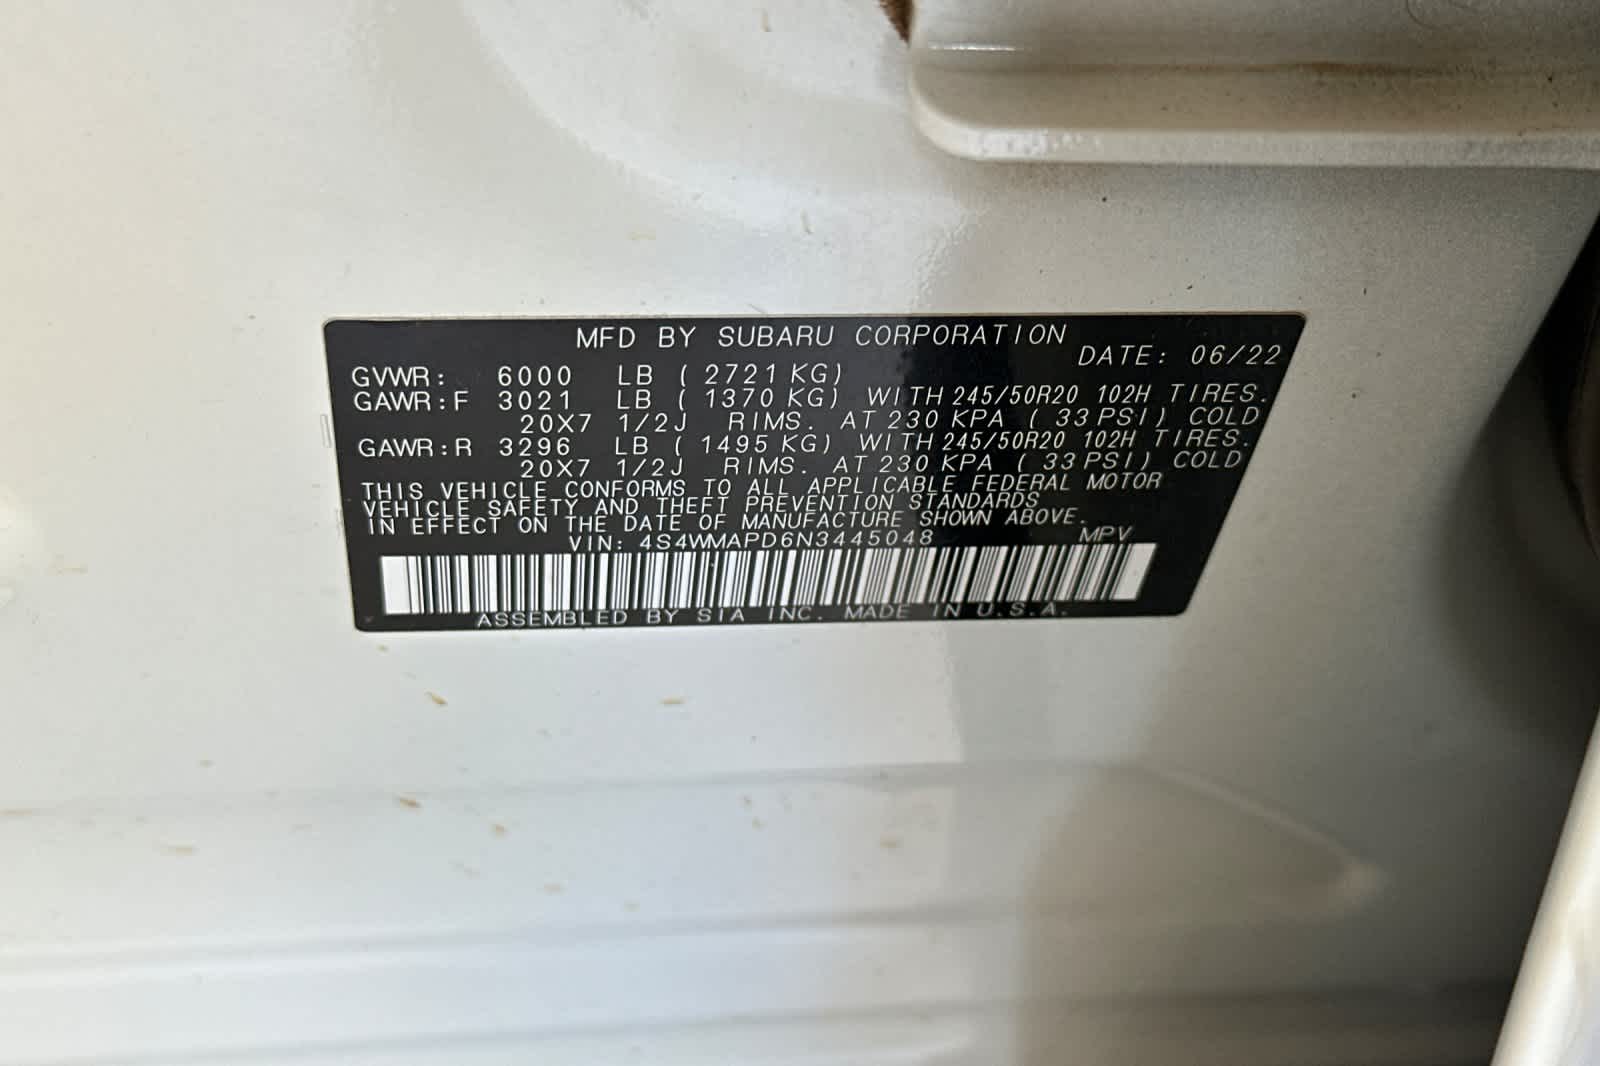 MFD BY SUBARU CORPORATION
DATE: 06/22
GVWR: 6000 LB ( 2721 KG)
GAWR:F 3021 LB ( 1370 KG) WITH 245/50R20 102H TIRES.
20X7 1/2J RIMS. AT 230 KPA ( 33 PSI) COLD
GAWR:R 3296 LB ( 1495 KG) WITH 245/50R20 102H TIRES.
20X7 1/2J RIMS. AT 230 KPA ( 33 PSI) COLD
THIS VEHICLE CONFORMS TO ALL APPLICABLE FEDERAL MOTOR
VEHICLE SAFETY AND THEFT PREVENTION STANDARDS
IN EFFECT ON THE DATE OF MANUFACTURE SHOWN ABOVE.
VIN: 4S4WMAPD6N3445048 MPV
ASSEMBLED BY SIA INC. MADE IN U.S.A.